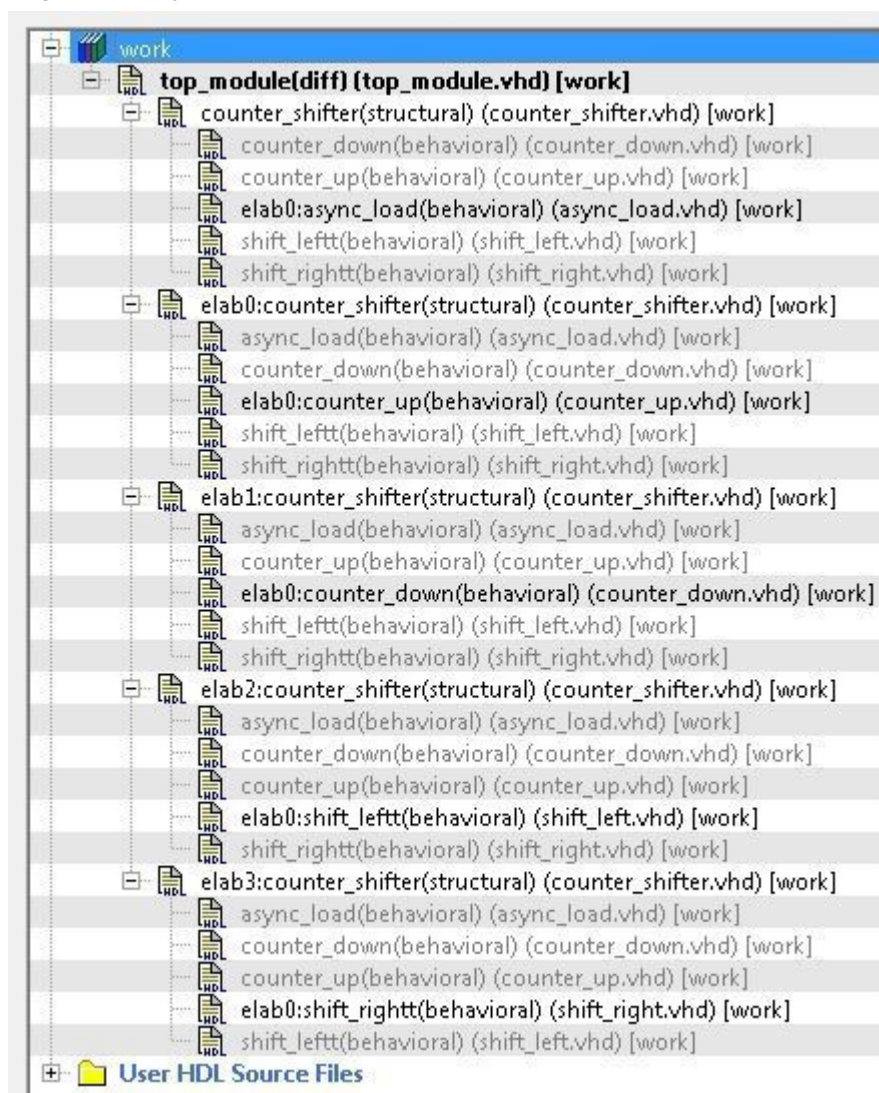 work
top_module(diff) (top_module.vhd) [work]
counter_shifter(structural) (counter_shifter.vhd) [work]
counter_down(behavioral) (counter_down.vhd) [work]
counter_up(behavioral) (counter_up.vhd) [work]
elab0:async_load(behavioral) (async_load.vhd) [work]
shift_leftt(behavioral) (shift_left.vhd) [work]
shift_rightt(behavioral) (shift_right.vhd) [work]
elab0:counter_shifter(structural) (counter_shifter.vhd) [work]
async_load(behavioral) (async_load.vhd) [work]
counter_down(behavioral) (counter_down.vhd) [work]
elab0:counter_up(behavioral) (counter_up.vhd) [work]
shift_leftt(behavioral) (shift_left.vhd) [work]
shift_rightt(behavioral) (shift_right.vhd) [work]
elab1:counter_shifter(structural) (counter_shifter.vhd) [work]
async_load(behavioral) (async_load.vhd) [work]
counter_up(behavioral) (counter_up.vhd) [work]
elab0:counter_down(behavioral) (counter_down.vhd) [work]
shift_leftt(behavioral) (shift_left.vhd) [work]
shift_rightt(behavioral) (shift_right.vhd) [work]
elab2:counter_shifter(structural) (counter_shifter.vhd) [work]
async_load(behavioral) (async_load.vhd) [work]
counter_down(behavioral) (counter_down.vhd) [work]
counter_up(behavioral) (counter_up.vhd) [work]
elab0:shift_leftt(behavioral) (shift_left.vhd) [work]
shift_rightt(behavioral) (shift_right.vhd) [work]
elab3:counter_shifter(structural) (counter_shifter.vhd) [work]
async_load(behavioral) (async_load.vhd) [work]
counter_down(behavioral) (counter_down.vhd) [work]
counter_up(behavioral) (counter_up.vhd) [work]
elab0:shift_rightt(behavioral) (shift_right.vhd) [work]
shift_leftt(behavioral) (shift_left.vhd) [work]
User HDL Source Files